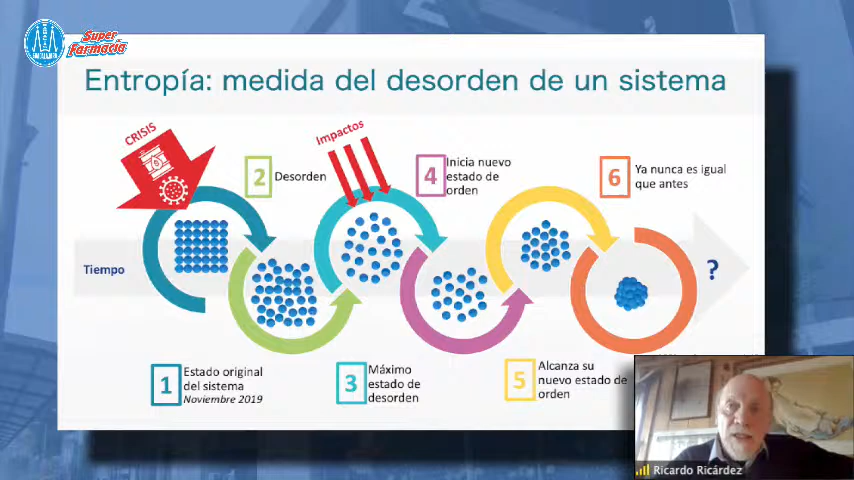 Super
Farmacia
Entropía: medida del desorden de un sistema
CRISIS
Impactos
2 Desorden
4 Inicia nuevo
estado de
orden
6 Ya nunca es igual
que antes
Tiempo
?
1 Estado original
del sistema
Noviembre 2019
3 Máximo
estado de
desorden
5 Alcanza su
nuevo estado de
orden
Ricardo Ricárdez